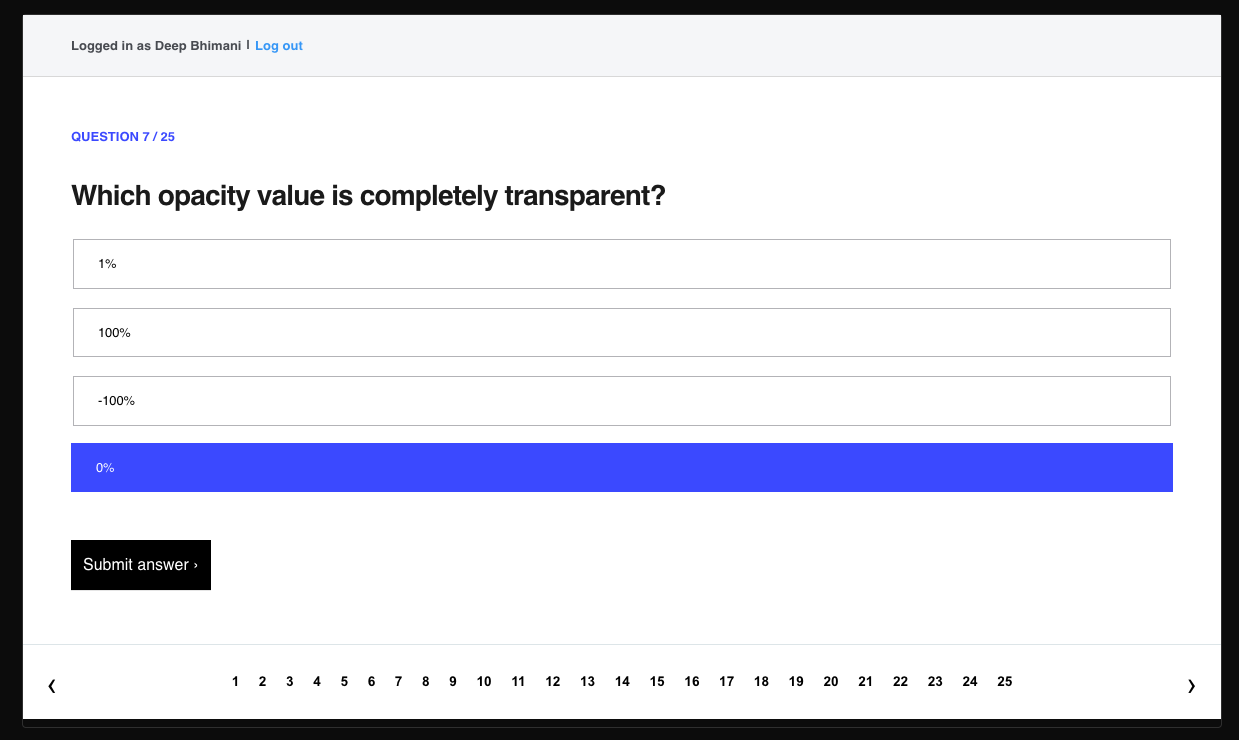 Logged in as Deep Bhimani | Log out
QUESTION 7 / 25
Which opacity value is completely transparent?
1%
100%
-100%
0%
Submit answer ›
❮ 1 2 3 4 5 6 7 8 9 10 11 12 13 14 15 16 17 18 19 20 21 22 23 24 25 ❯